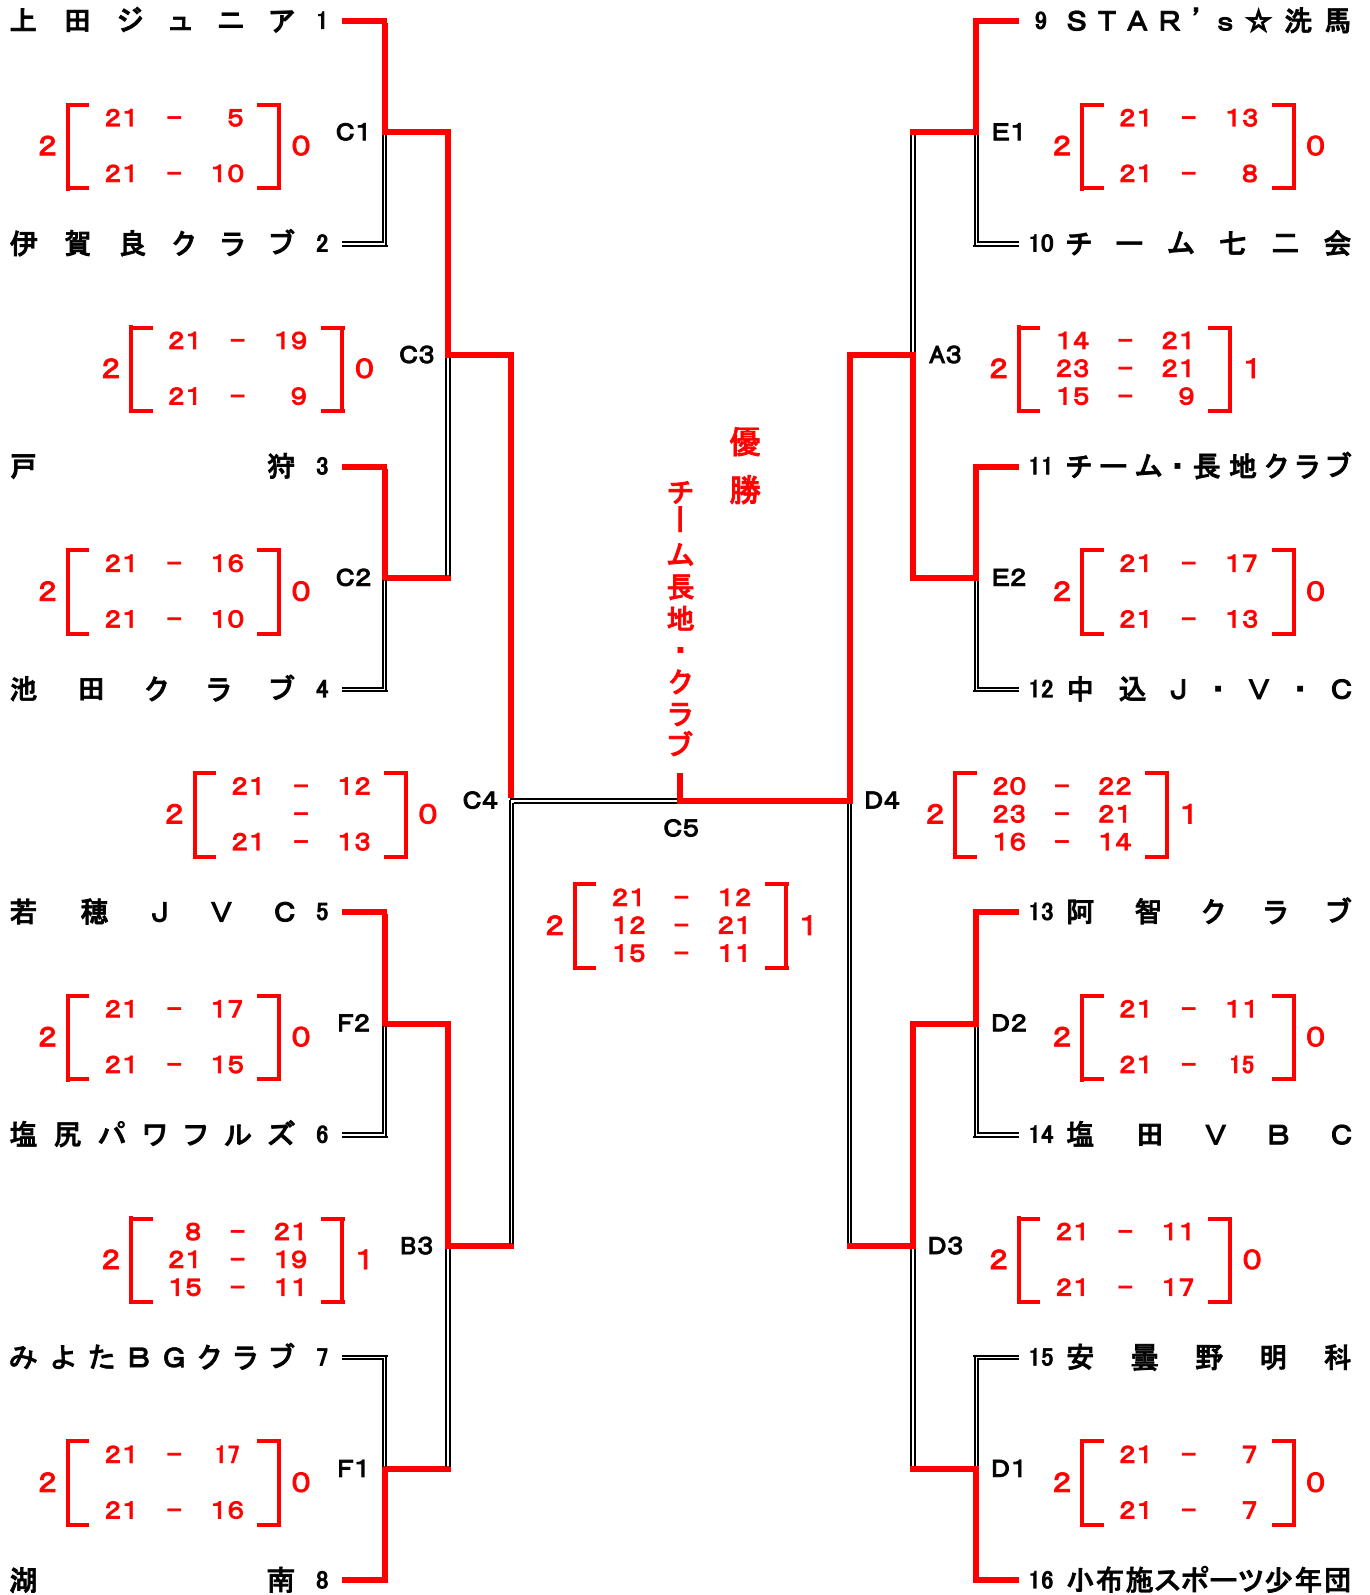 上田ジュニア 1
2 21 - 5 0
21 - 10
C1
伊賀良クラブ 2
2 21 - 19 0
21 - 9
C3
戸狩 3
2 21 - 16 0
21 - 10
C2
池田クラブ 4
2 21 - 12 0
-
21 - 13
C4
若穂JVC 5
2 21 - 17 0
21 - 15
F2
塩尻パワフルズ 6
2 8 - 21 1
21 - 19
15 - 11
B3
みよたBGクラブ 7
2 21 - 17 0
21 - 16
F1
湖南 8
優勝
チーム長地・クラブ
C5
2 21 - 12 1
12 - 21
15 - 11
9 STAR’s☆洗馬
E1
2 21 - 13 0
21 - 8
10 チーム七二会
A3
2 14 - 21 1
23 - 21
15 - 9
11 チーム・長地クラブ
E2
2 21 - 17 0
21 - 13
12 中込J・V・C
D4
2 20 - 22 1
23 - 21
16 - 14
13 阿智クラブ
D2
2 21 - 11 0
21 - 15
14 塩田VBC
D3
2 21 - 11 0
21 - 17
15 安曇野明科
D1
2 21 - 7 0
21 - 7
16 小布施スポーツ少年団